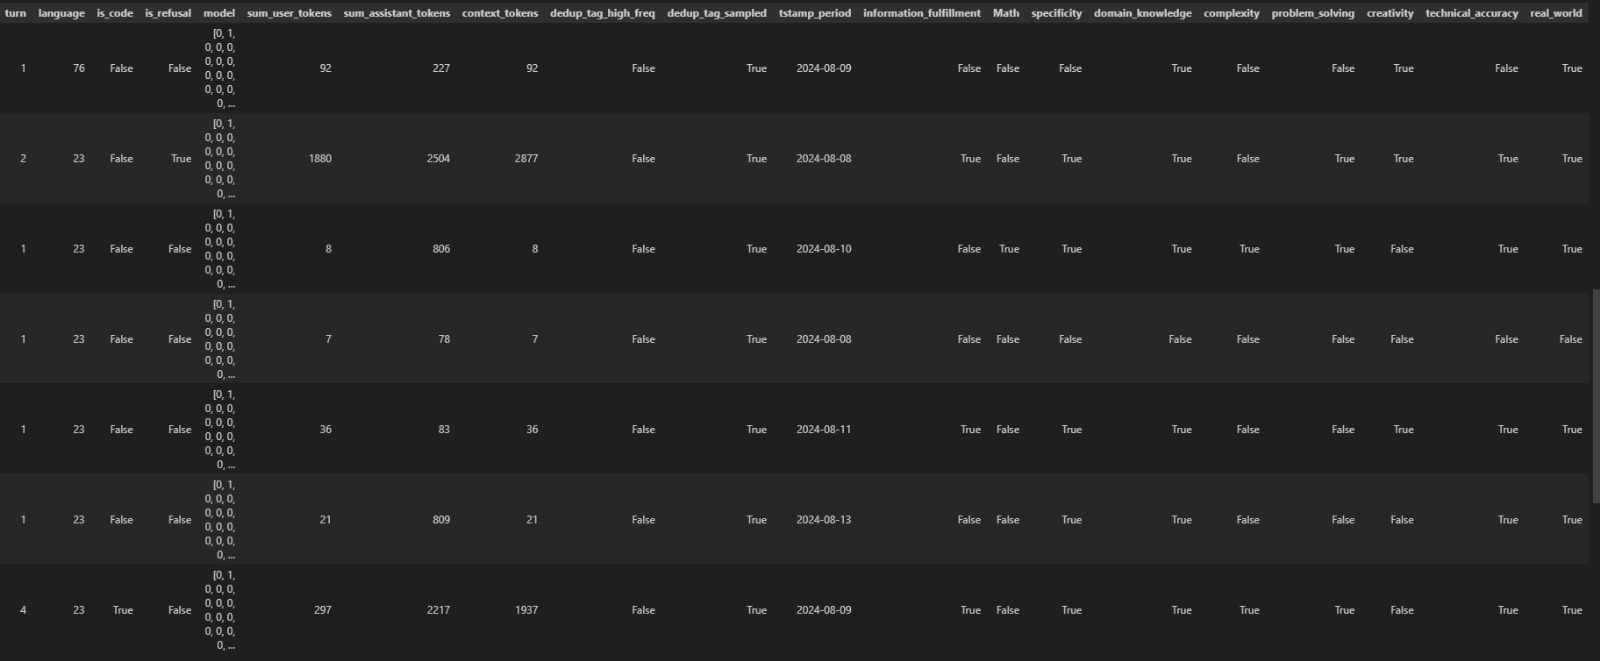 turn language is_code is_refusal model sum_user_tokens sum_assistant_tokens context_tokens dedup_tag_high_freq dedup_tag_sampled tstamp_period information_fulfillment Math specificity domain_knowledge complexity problem_solving creativity technical_accuracy real_world
[0, 1,
0, 0, 0,
0, 0, 0,
1 76 False False 0, 0, 0, 92 227 92 False True 2024-08-09 False False False True False False True False True
0, 0, 0,
0, ...
[0, 1,
0, 0, 0,
0, 0, 0,
2 23 False True 0, 0, 0, 1880 2504 2877 False True 2024-08-08 True False True True False True True True True
0, 0, 0,
0, ...
[0, 1,
0, 0, 0,
0, 0, 0,
1 23 False False 0, 0, 0, 8 806 8 False True 2024-08-10 False True True True True True False True True
0, 0, 0,
0, ...
[0, 1,
0, 0, 0,
0, 0, 0,
1 23 False False 0, 0, 0, 7 78 7 False True 2024-08-08 False False False False False False False False False
0, 0, 0,
0, ...
[0, 1,
0, 0, 0,
0, 0, 0,
1 23 False False 0, 0, 0, 36 83 36 False True 2024-08-11 True False True True False False True True True
0, 0, 0,
0, ...
[0, 1,
0, 0, 0,
0, 0, 0,
1 23 False False 0, 0, 0, 21 809 21 False True 2024-08-13 False False True True False False False True True
0, 0, 0,
0, ...
[0, 1,
0, 0, 0,
0, 0, 0,
4 23 True False 0, 0, 0, 297 2217 1937 False True 2024-08-09 True False True True True True False True True
0, 0, 0,
0, ...